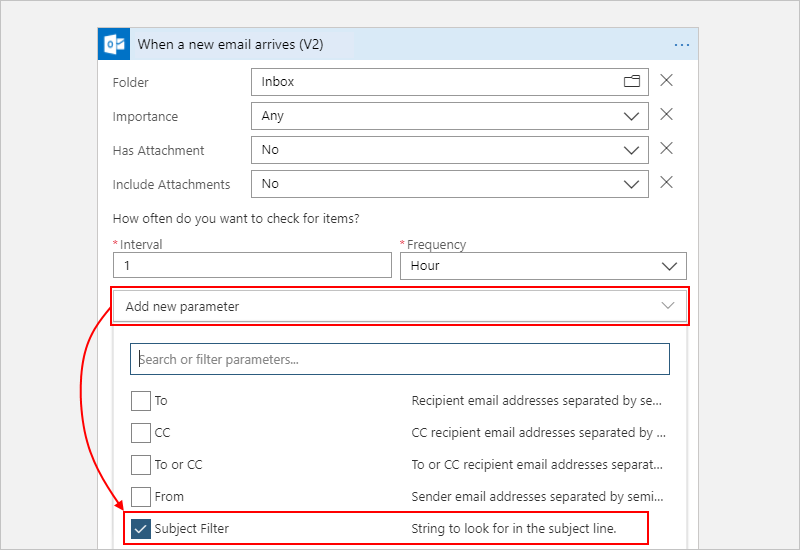 When a new email arrives (V2)
Folder Inbox
Importance Any
Has Attachment No
Include Attachments No
How often do you want to check for items?
* Interval * Frequency
1 Hour
Add new parameter
Search or filter parameters...
To Recipient email addresses separated by se...
CC CC recipient email addresses separated by ...
To or CC To or CC recipient email addresses separat...
From Sender email addresses separated by semi...
Subject Filter String to look for in the subject line.